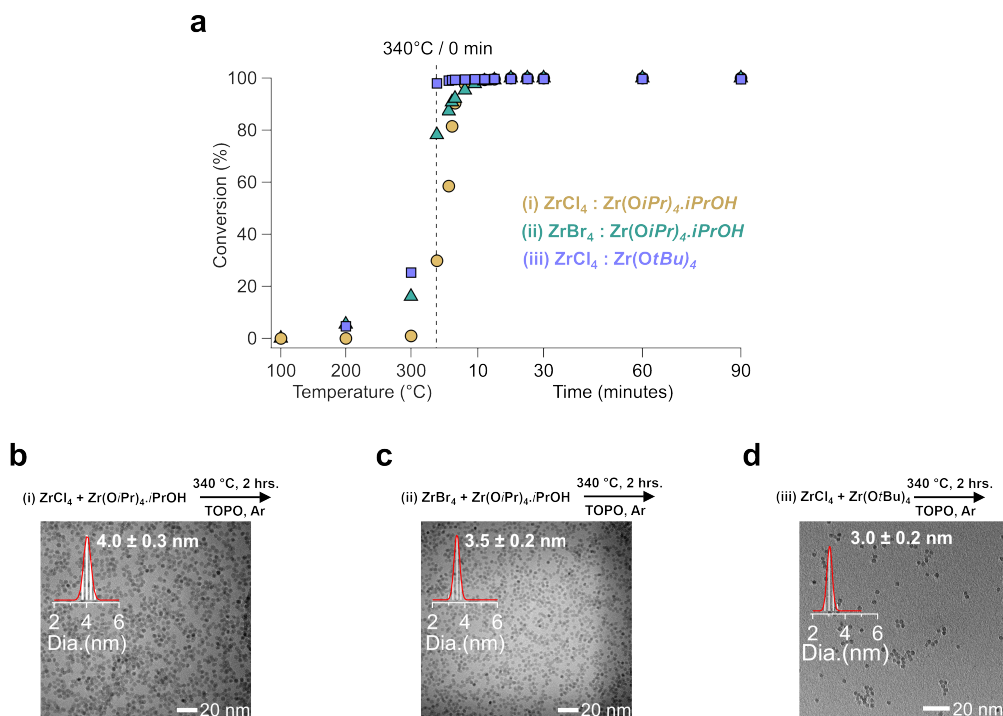 a
340°C / 0 min
100
80
60
40
20
0
Conversion (%)
(i) ZrCl₄ : Zr(OiPr)₄.iPrOH
(ii) ZrBr₄ : Zr(OiPr)₄.iPrOH
(iii) ZrCl₄ : Zr(OtBu)₄
100 200 300 10 30 60 90
Temperature (°C) Time (minutes)
b
(i) ZrCl₄ + Zr(OiPr)₄.iPrOH
340 °C, 2 hrs.
TOPO, Ar
4.0 ± 0.3 nm
2 4 6
Dia.(nm)
20 nm
c
(ii) ZrBr₄ + Zr(OiPr)₄.iPrOH
340 °C, 2 hrs.
TOPO, Ar
3.5 ± 0.2 nm
2 4 6
Dia.(nm)
20 nm
d
(iii) ZrCl₄ + Zr(OtBu)₄
340 °C, 2 hrs.
TOPO, Ar
3.0 ± 0.2 nm
2 4 6
Dia.(nm)
20 nm